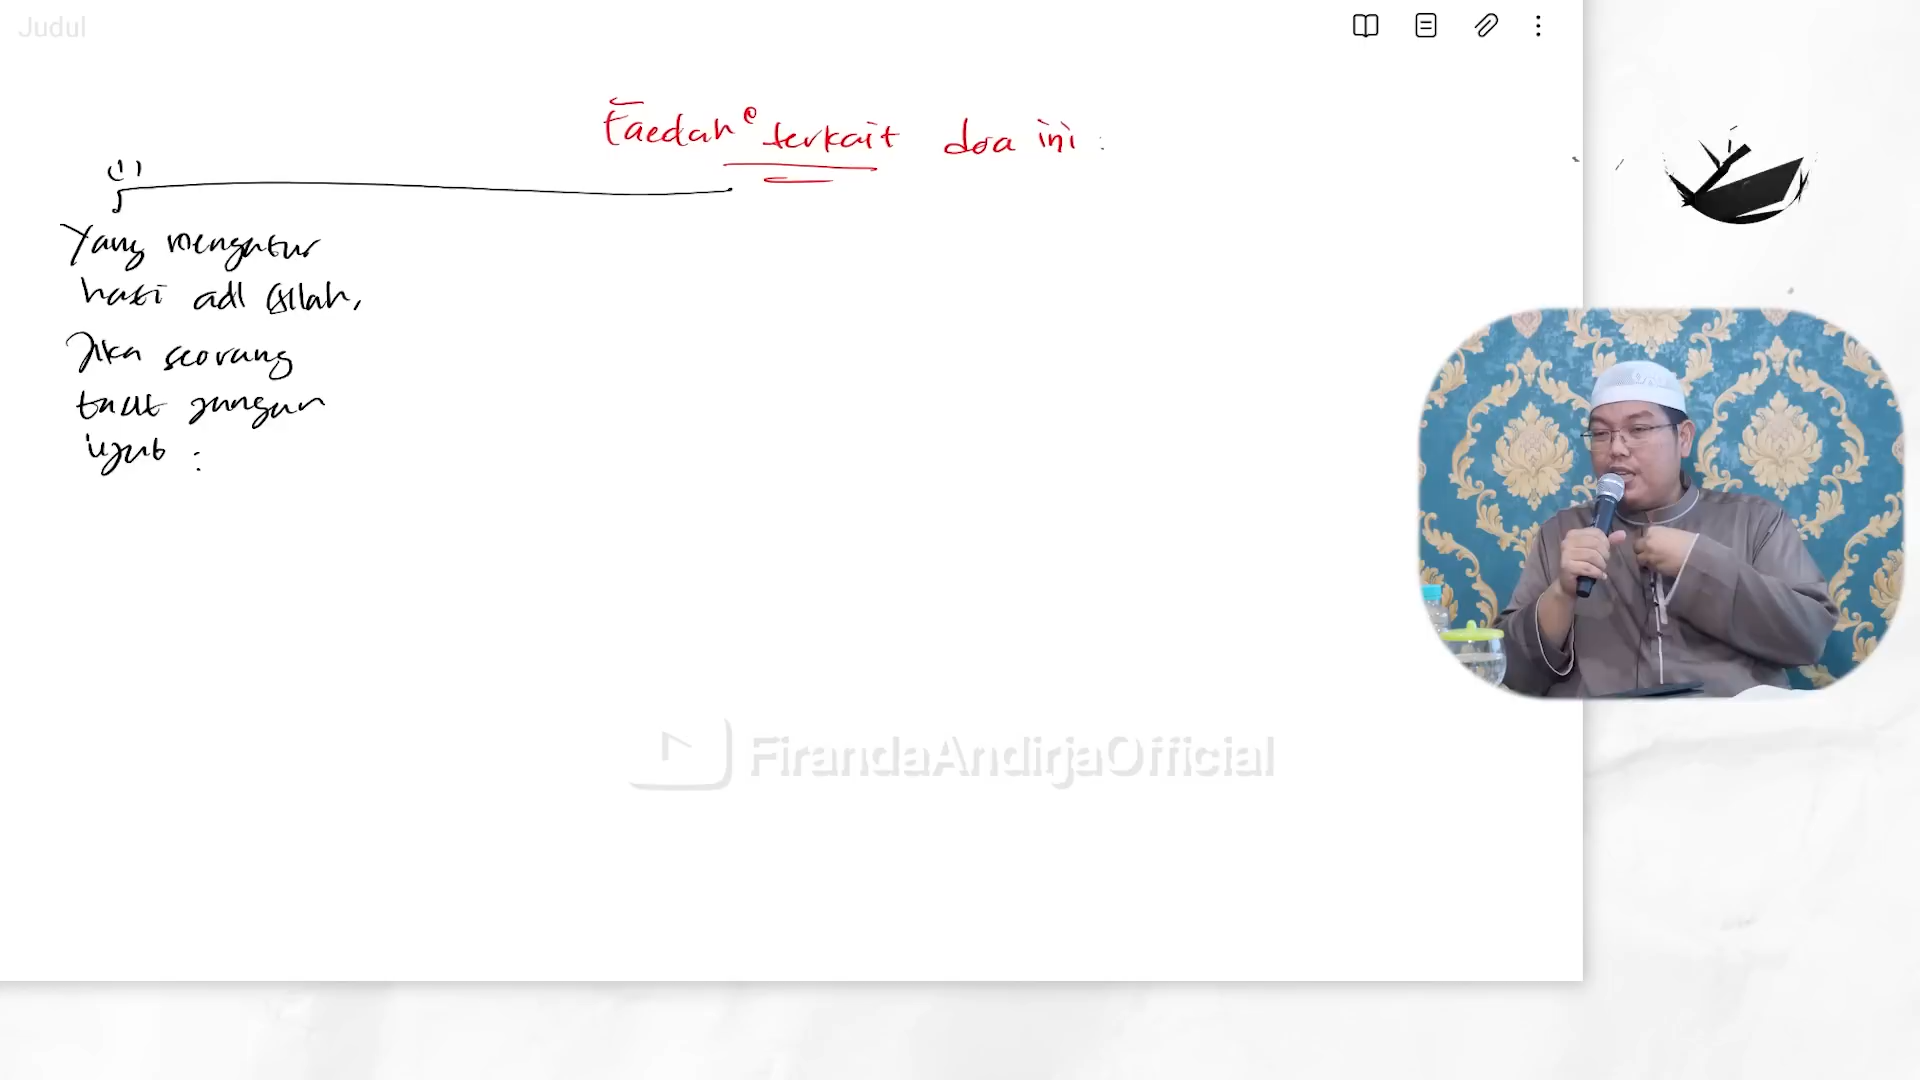 Judul
Faedah² terkait doa ini :
(1)
Yang mengatur
hati adl Allah,
Jika seorang
taat jangan
ujub :
FirandaAndirjaOfficial